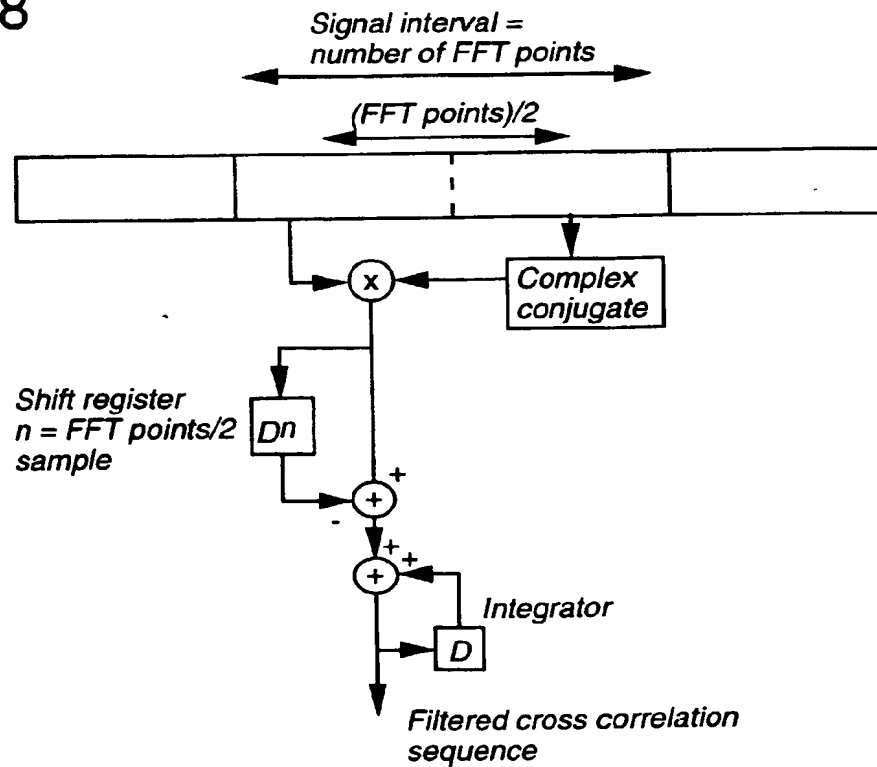 8
Signal interval =
number of FFT points
(FFT points)/2
x
Complex
conjugate
Shift register
n = FFT points/2
sample
Dn
+
+
-
+
+
+
Integrator
D
Filtered cross correlation
sequence